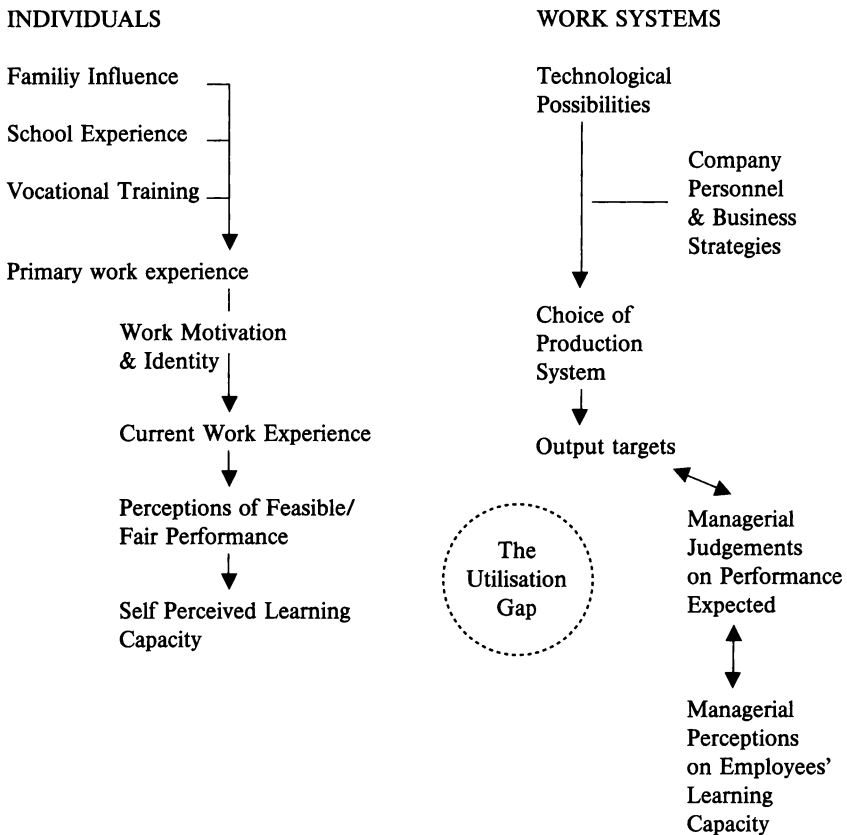 INDIVIDUALS
Familiy Influence
School Experience
Vocational Training
Primary work experience
Work Motivation
& Identity
Current Work Experience
Perceptions of Feasible/
Fair Performance
Self Perceived Learning
Capacity
The
Utilisation
Gap
WORK SYSTEMS
Technological
Possibilities
Company
Personnel
& Business
Strategies
Choice of
Production
System
Output targets
Managerial
Judgements
on Performance
Expected
Managerial
Perceptions
on Employees'
Learning
Capacity